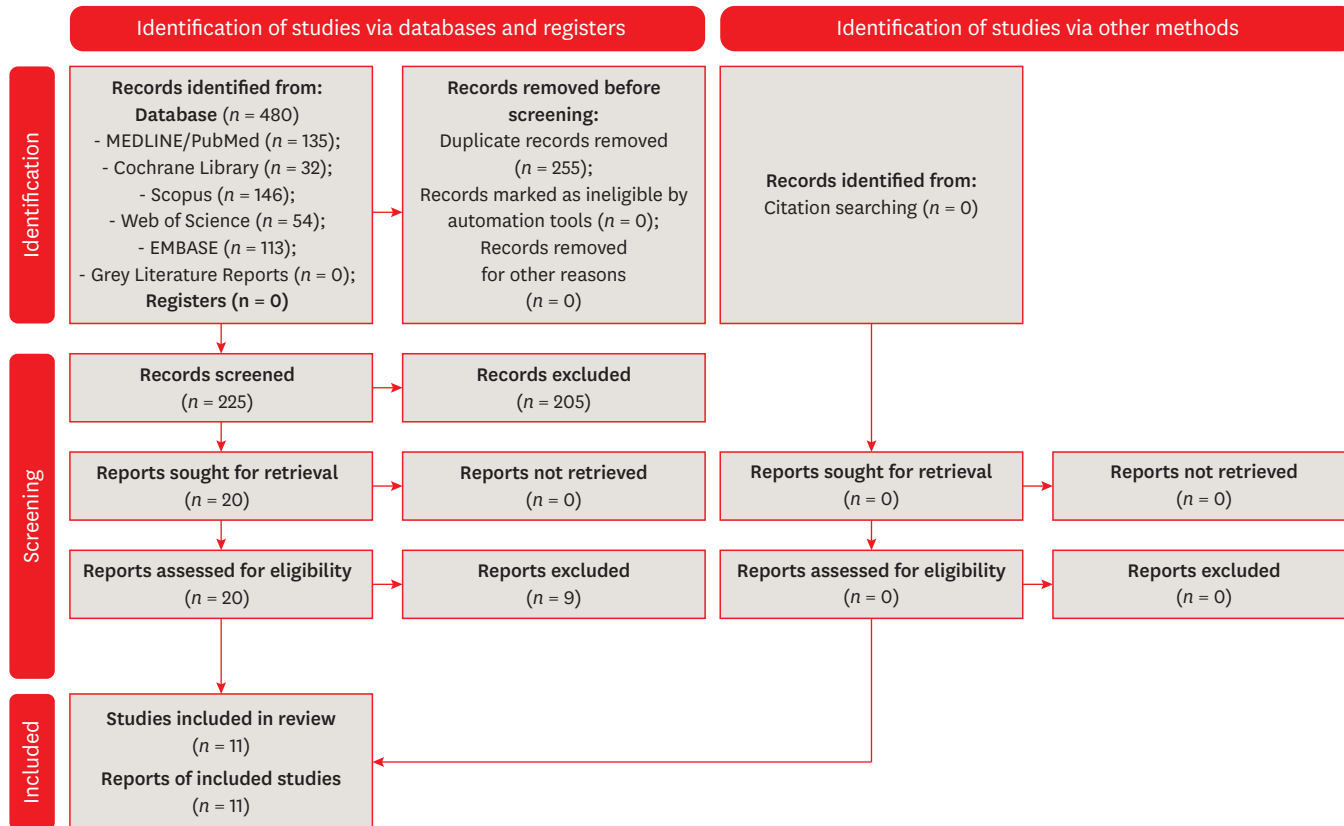 Identification of studies via databases and registers
Identification of studies via other methods
Identification
Records identified from:
Database (n = 480)
- MEDLINE/PubMed (n = 135);
- Cochrane Library (n = 32);
- Scopus (n = 146);
- Web of Science (n = 54);
- EMBASE (n = 113);
- Grey Literature Reports (n = 0);
Registers (n = 0)
Records removed before
screening:
Duplicate records removed
(n = 255);
Records marked as ineligible by
automation tools (n = 0);
Records removed
for other reasons
(n = 0)
Records identified from:
Citation searching (n = 0)
Screening
Records screened
(n = 225)
Records excluded
(n = 205)
Reports sought for retrieval
(n = 20)
Reports not retrieved
(n = 0)
Reports sought for retrieval
(n = 0)
Reports not retrieved
(n = 0)
Reports assessed for eligibility
(n = 20)
Reports excluded
(n = 9)
Reports assessed for eligibility
(n = 0)
Reports excluded
(n = 0)
Included
Studies included in review
(n = 11)
Reports of included studies
(n = 11)